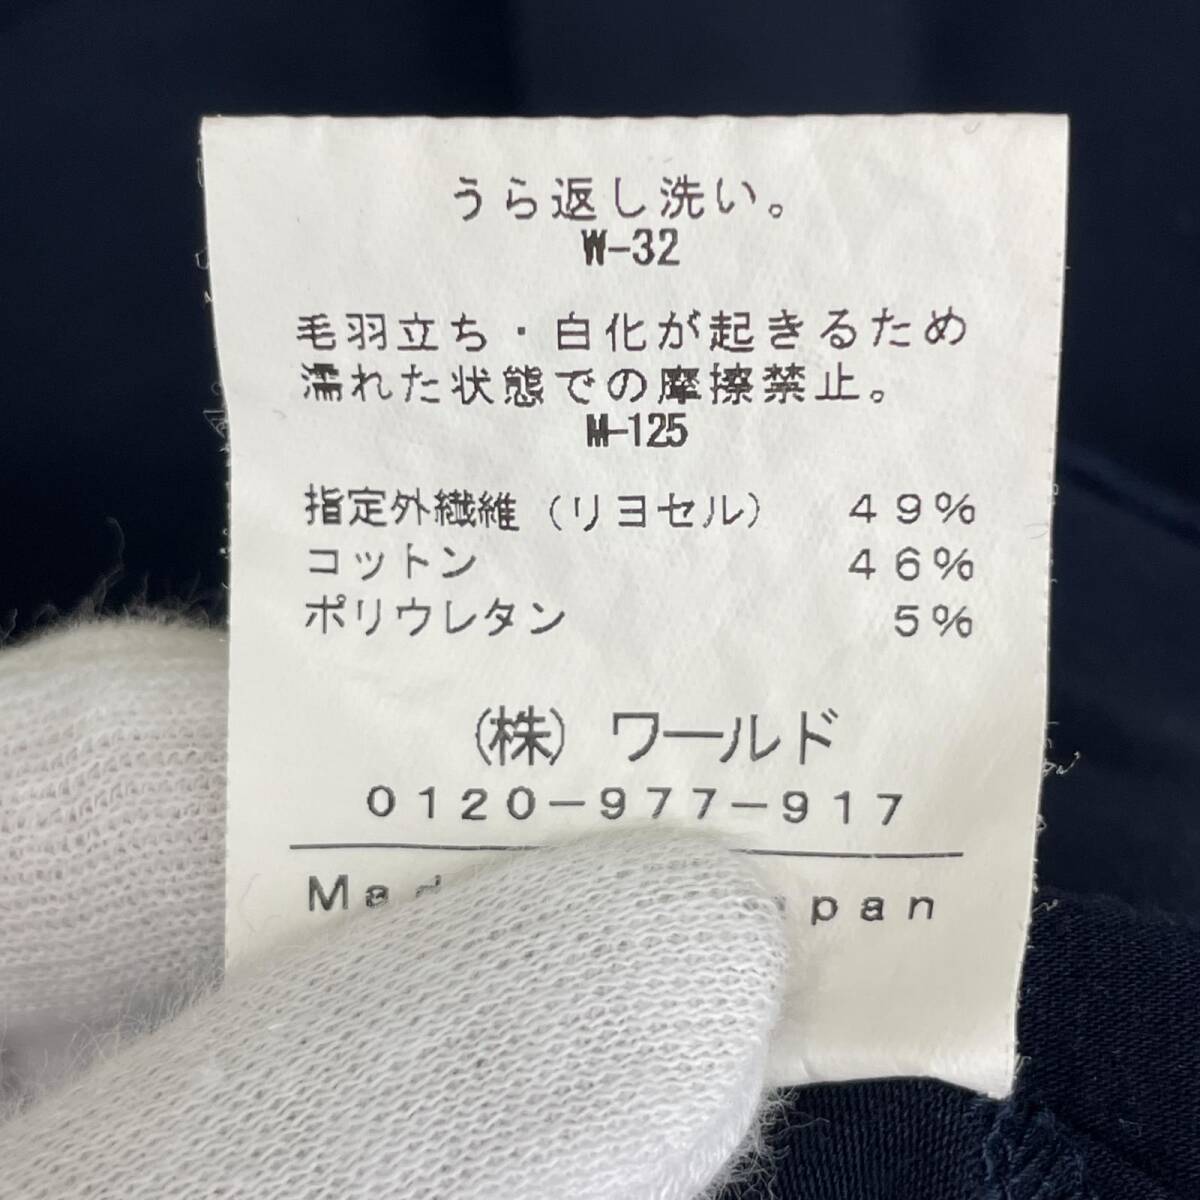 うら返し洗い。
W-32
毛羽立ち・白化が起きるため
濡れた状態での摩擦禁止。
M-125
指定外繊維（リヨセル） 49%
コットン 46%
ポリウレタン 5%
（株）ワールド
0120-977-917